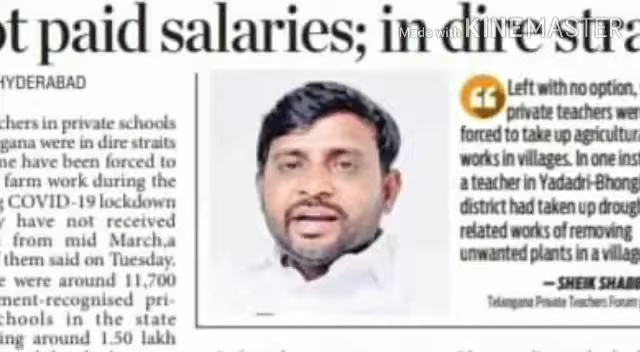 ot paid salaries; in dire stra
Made with KINEMASTER
HYDERABAD
chers in private schools
gana were in dire straits
me have been forced to
farm work during the
COVID-19 lockdown
have not received
from mid March,a
them said on Tuesday.
e were around 11,700
ment-recognised pri-
chools in the state
ing around 1.50 lakh
Left with no option,
private teachers wer
forced to take up agricultur
works in villages. In one inst
a teacher in Yadadri-Bhong
district had taken up drough
related works of removing
unwanted plants in a villag
— SHEIK SHABB
Telangana Private Teachers Forum